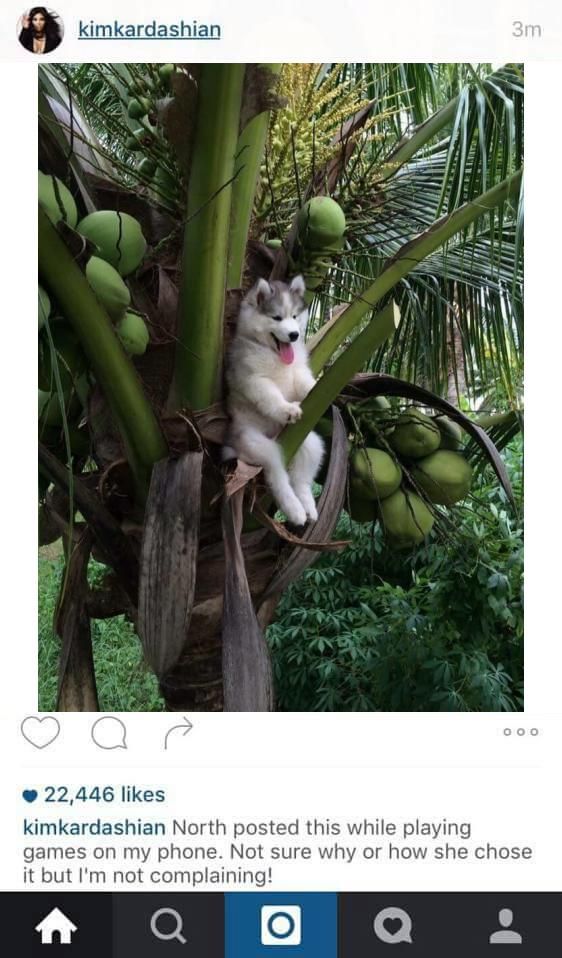 kimkardashian 3m
22,446 likes
kimkardashian North posted this while playing
games on my phone. Not sure why or how she chose
it but I'm not complaining!